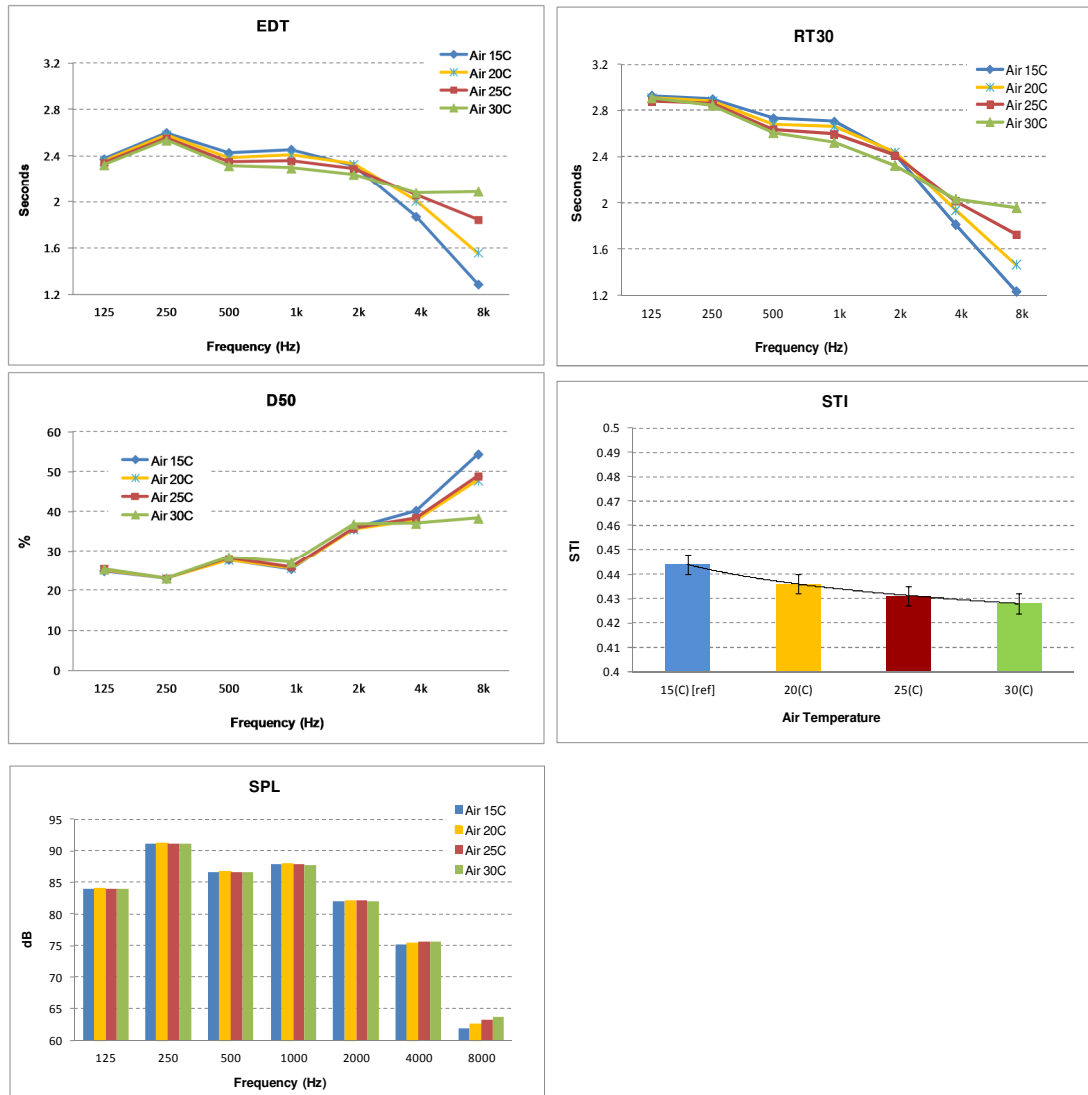 EDT
Air 15C
Air 20C
Air 25C
Air 30C
3.2
2.8
2.4
2
1.6
1.2
Seconds
125 250 500 1k 2k 4k 8k
Frequency (Hz)
RT30
Air 15C
Air 20C
Air 25C
Air 30C
3.2
2.8
2.4
2
1.6
1.2
Seconds
125 250 500 1k 2k 4k 8k
Frequency (Hz)
D50
Air 15C
Air 20C
Air 25C
Air 30C
60
50
40
30
20
10
0
%
125 250 500 1k 2k 4k 8k
Frequency (Hz)
STI
0.5
0.49
0.48
0.47
0.46
0.45
0.44
0.43
0.42
0.41
0.4
STI
15(C) [ref] 20(C) 25(C) 30(C)
Air Temperature
SPL
Air 15C
Air 20C
Air 25C
Air 30C
95
90
85
80
75
70
65
60
dB
125 250 500 1000 2000 4000 8000
Frequency (Hz)